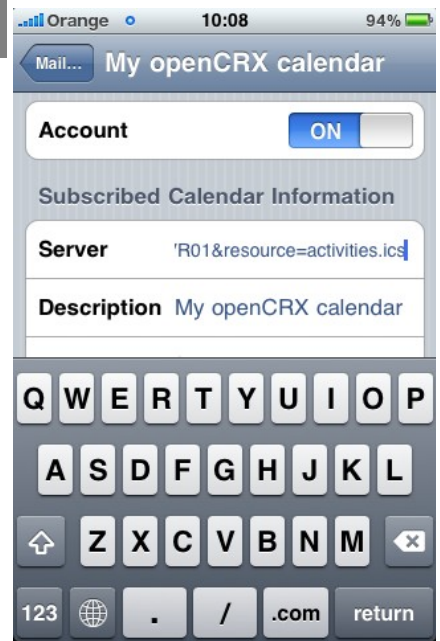 Orange 10:08 94%
Mail... My openCRX calendar
Account ON
Subscribed Calendar Information
Server 'R01&resource=activities.ics
Description My openCRX calendar
Q W E R T Y U I O P
A S D F G H J K L
Z X C V B N M
123 . / .com return